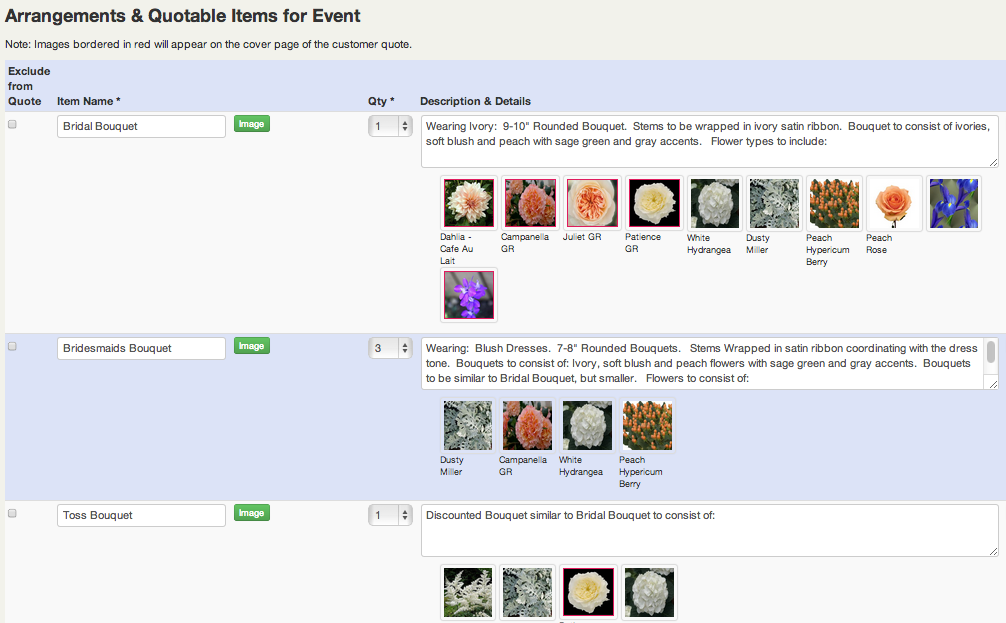 Arrangements & Quotable Items for Event
Note: Images bordered in red will appear on the cover page of the customer quote.
Exclude
from
Quote
Item Name *
Qty *
Description & Details
Bridal Bouquet
Image
1
Wearing Ivory: 9-10" Rounded Bouquet. Stems to be wrapped in ivory satin ribbon. Bouquet to consist of ivories,
soft blush and peach with sage green and gray accents. Flower types to include:
Dahlia -
Cafe Au
Lait
Campanella
GR
Juliet GR
Patience
GR
White
Hydrangea
Dusty
Miller
Peach
Hypericum
Berry
Peach
Rose
Bridesmaids Bouquet
Image
3
Wearing: Blush Dresses. 7-8" Rounded Bouquets. Stems Wrapped in satin ribbon coordinating with the dress
tone. Bouquets to consist of: Ivory, soft blush and peach flowers with sage green and gray accents. Bouquets
to be similar to Bridal Bouquet, but smaller. Flowers to consist of:
Dusty
Miller
Campanella
GR
White
Hydrangea
Peach
Hypericum
Berry
Toss Bouquet
Image
1
Discounted Bouquet similar to Bridal Bouquet to consist of: